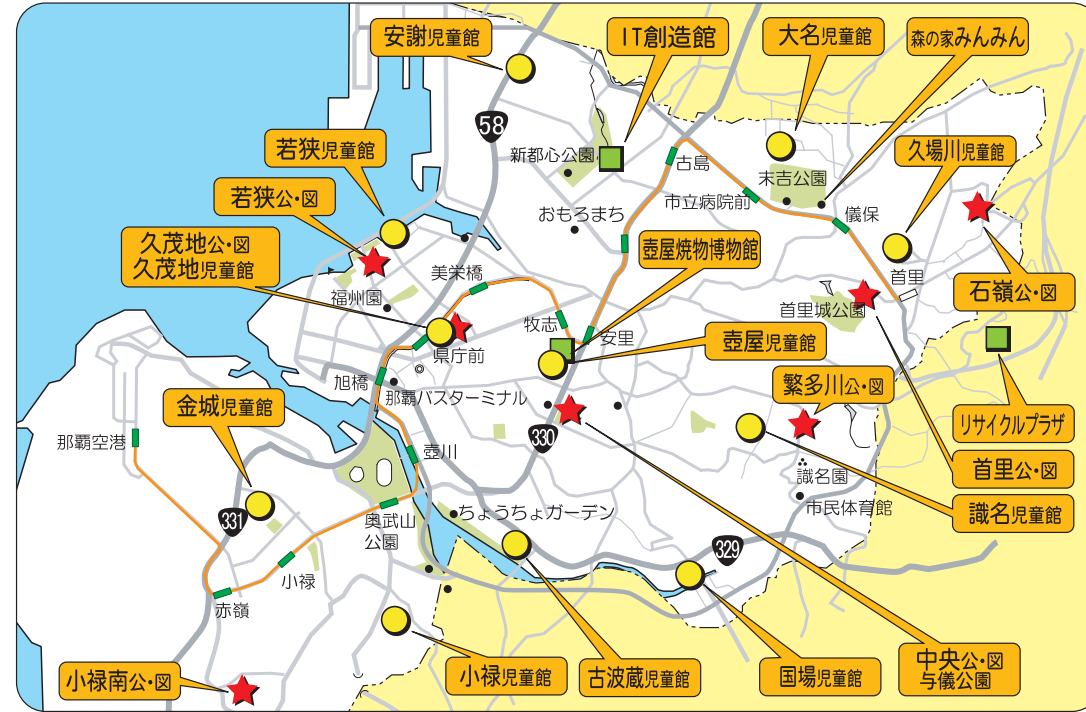 安謝児童館
IT創造館
大名児童館
森の家みんみん
58
若狭児童館
新都心公園
古島
末吉公園
久場川児童館
若狭公・図
市立病院前
おもろまち
儀保
久茂地公・図
久茂地児童館
壺屋焼物博物館
美栄橋
首里
石嶺公・図
福州園
首里城公園
牧志
安里
県庁前
壺屋児童館
旭橋
那覇バスターミナル
繁多川公・図
金城児童館
リサイクルプラザ
那覇空港
330
壺川
首里公・図
識名園
市民体育館
識名児童館
331
奥武山
公園
ちょうちょガーデン
329
小禄
赤嶺
小禄南公・図
小禄児童館
古波蔵児童館
国場児童館
中央公・図
与儀公園